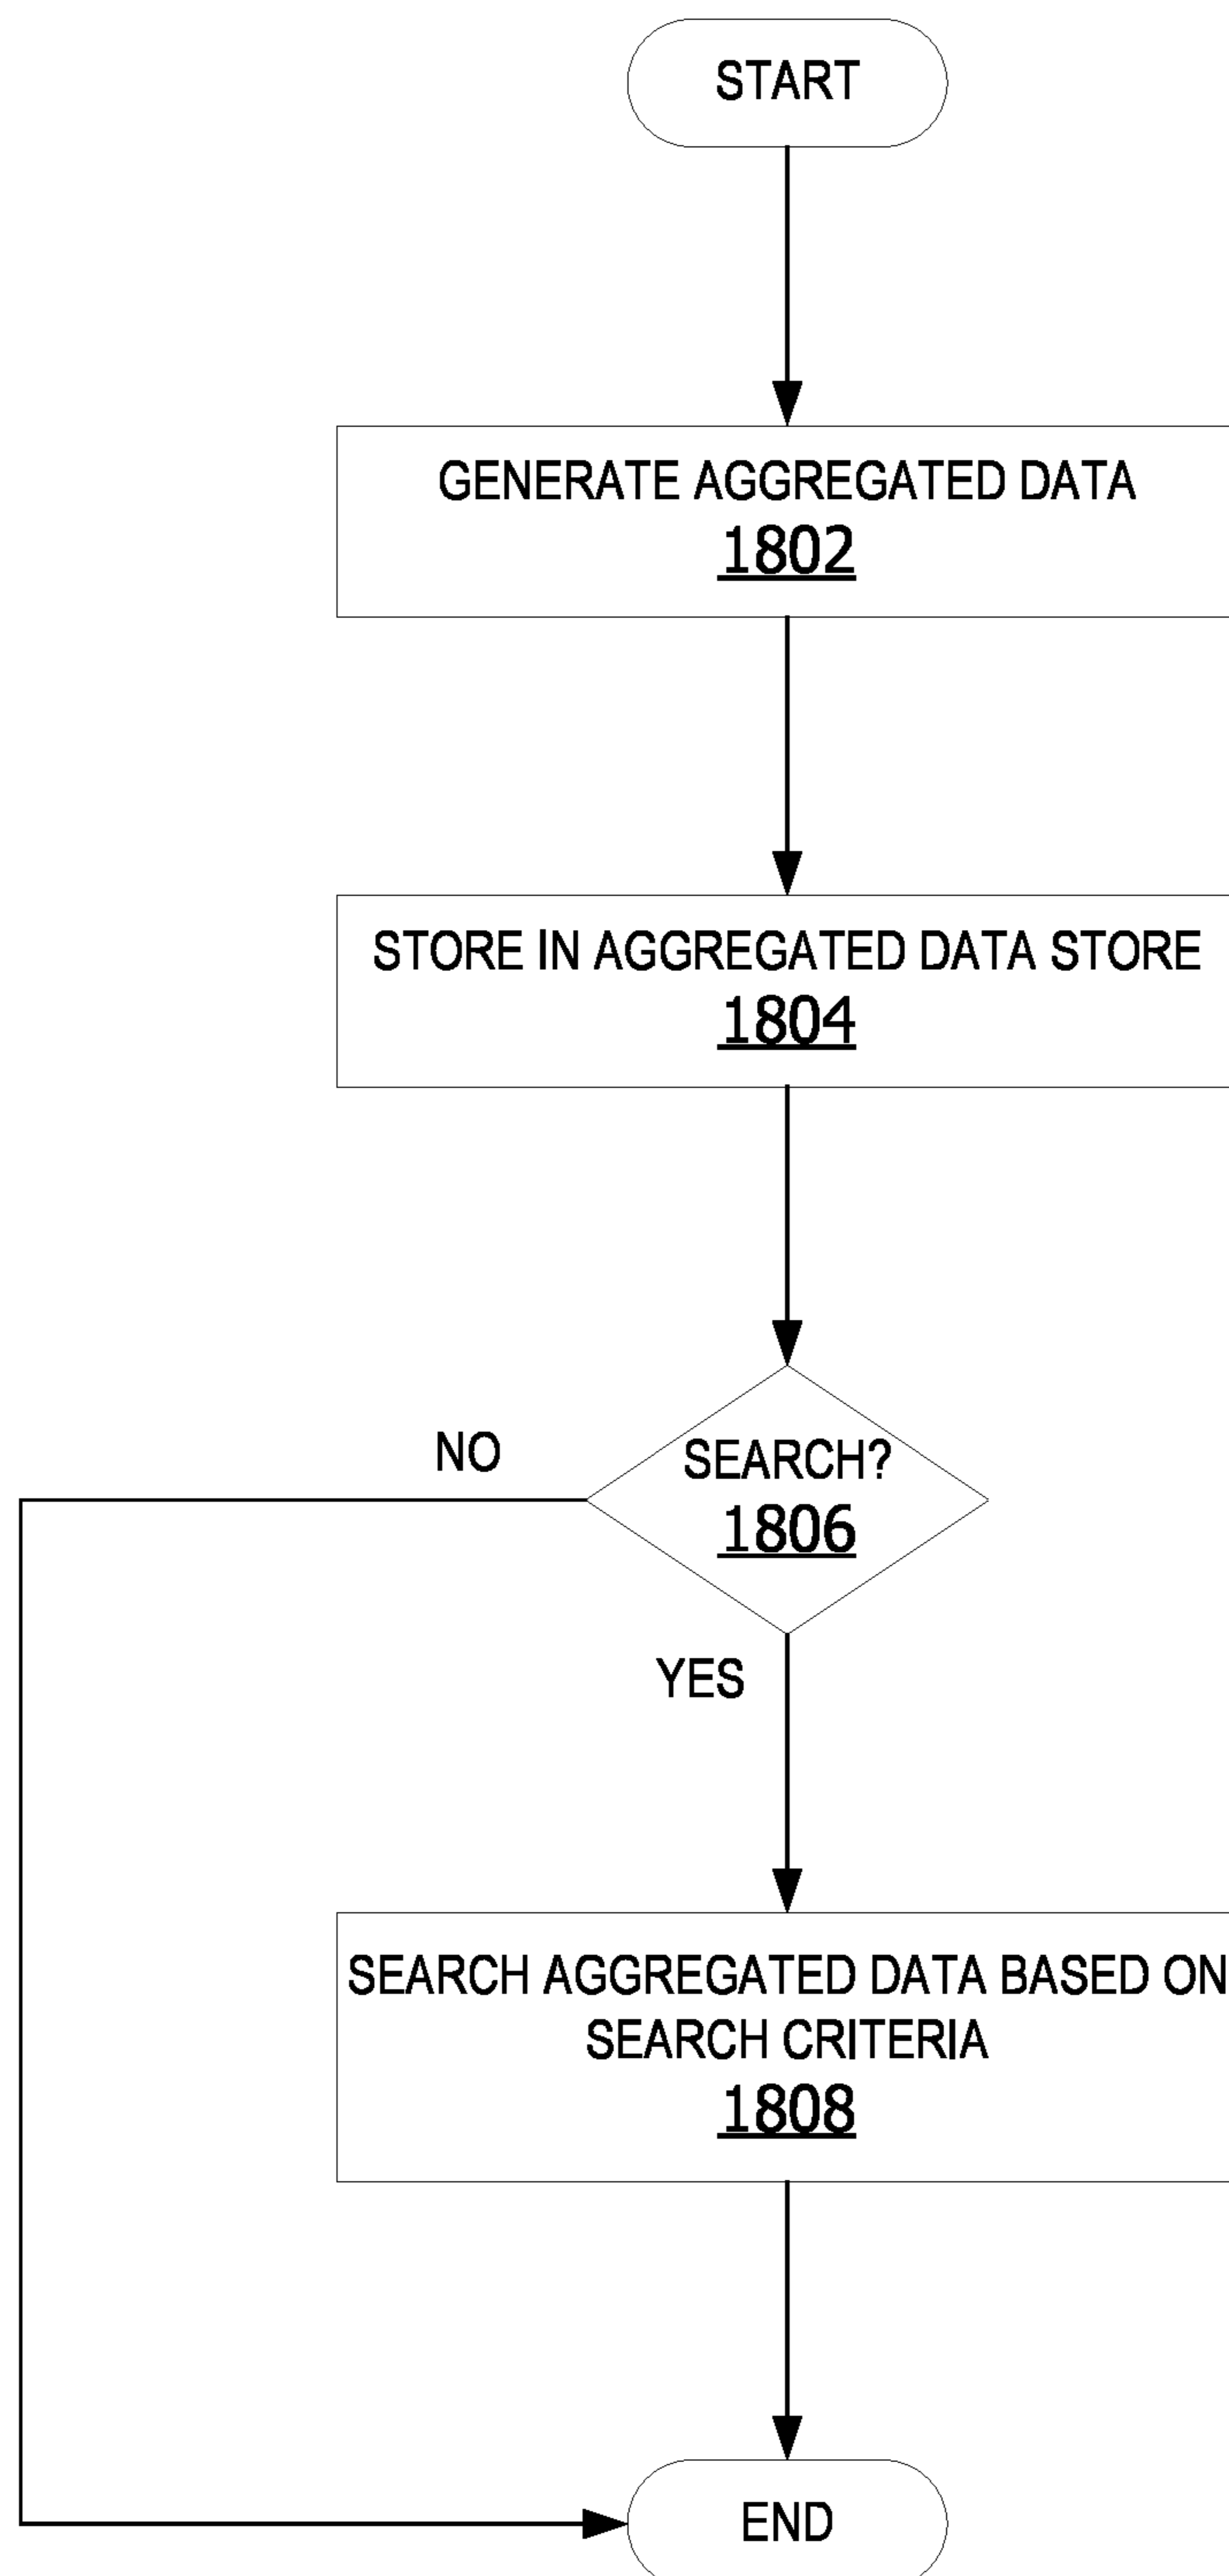 START
GENERATE AGGREGATED DATA
1802
STORE IN AGGREGATED DATA STORE
1804
NO
SEARCH?
1806
YES
SEARCH AGGREGATED DATA BASED ON
SEARCH CRITERIA
1808
END